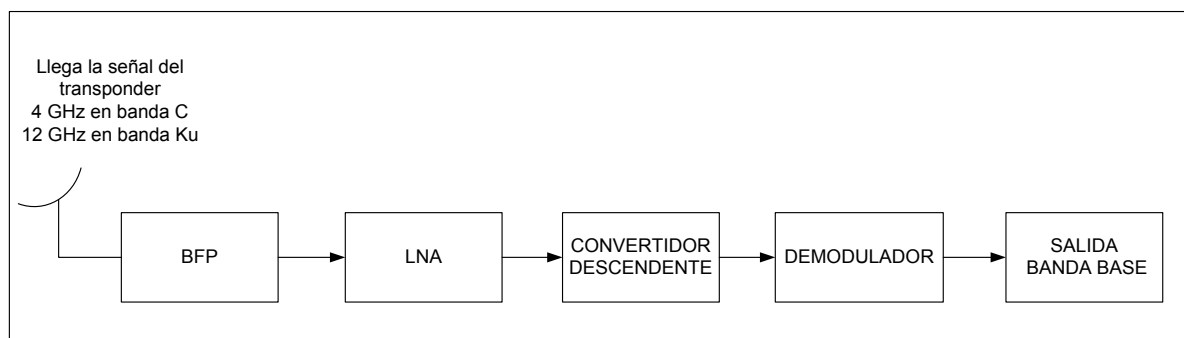 Llega la señal del
transponder
4 GHz en banda C
12 GHz en banda Ku
BFP
LNA
CONVERTIDOR
DESCENDENTE
DEMODULADOR
SALIDA
BANDA BASE